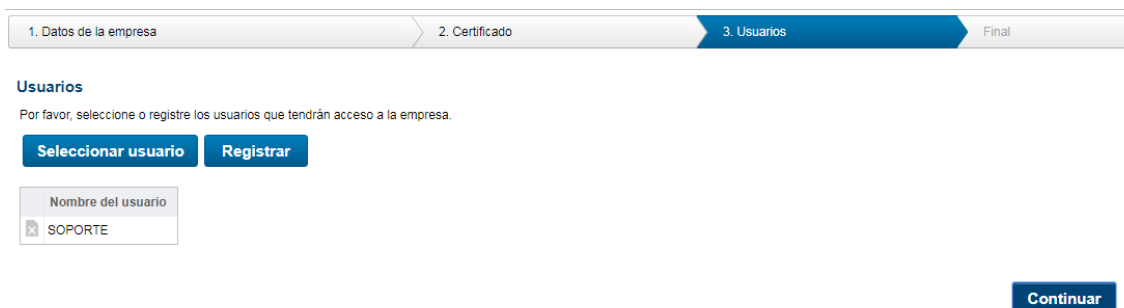 1. Datos de la empresa
2. Certificado
3. Usuarios
Final
Usuarios
Por favor, seleccione o registre los usuarios que tendrán acceso a la empresa.
Seleccionar usuario
Registrar
Nombre del usuario
SOPORTE
Continuar